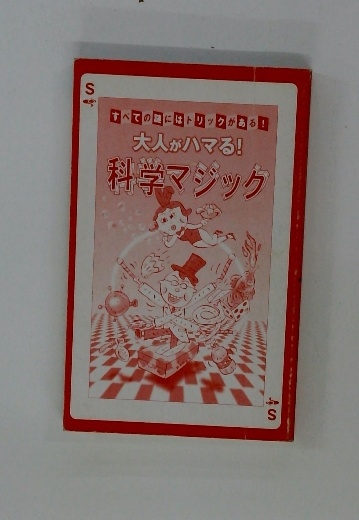 S
すべての謎にはトリックがある!
大人がハマる!
科学マジック
S